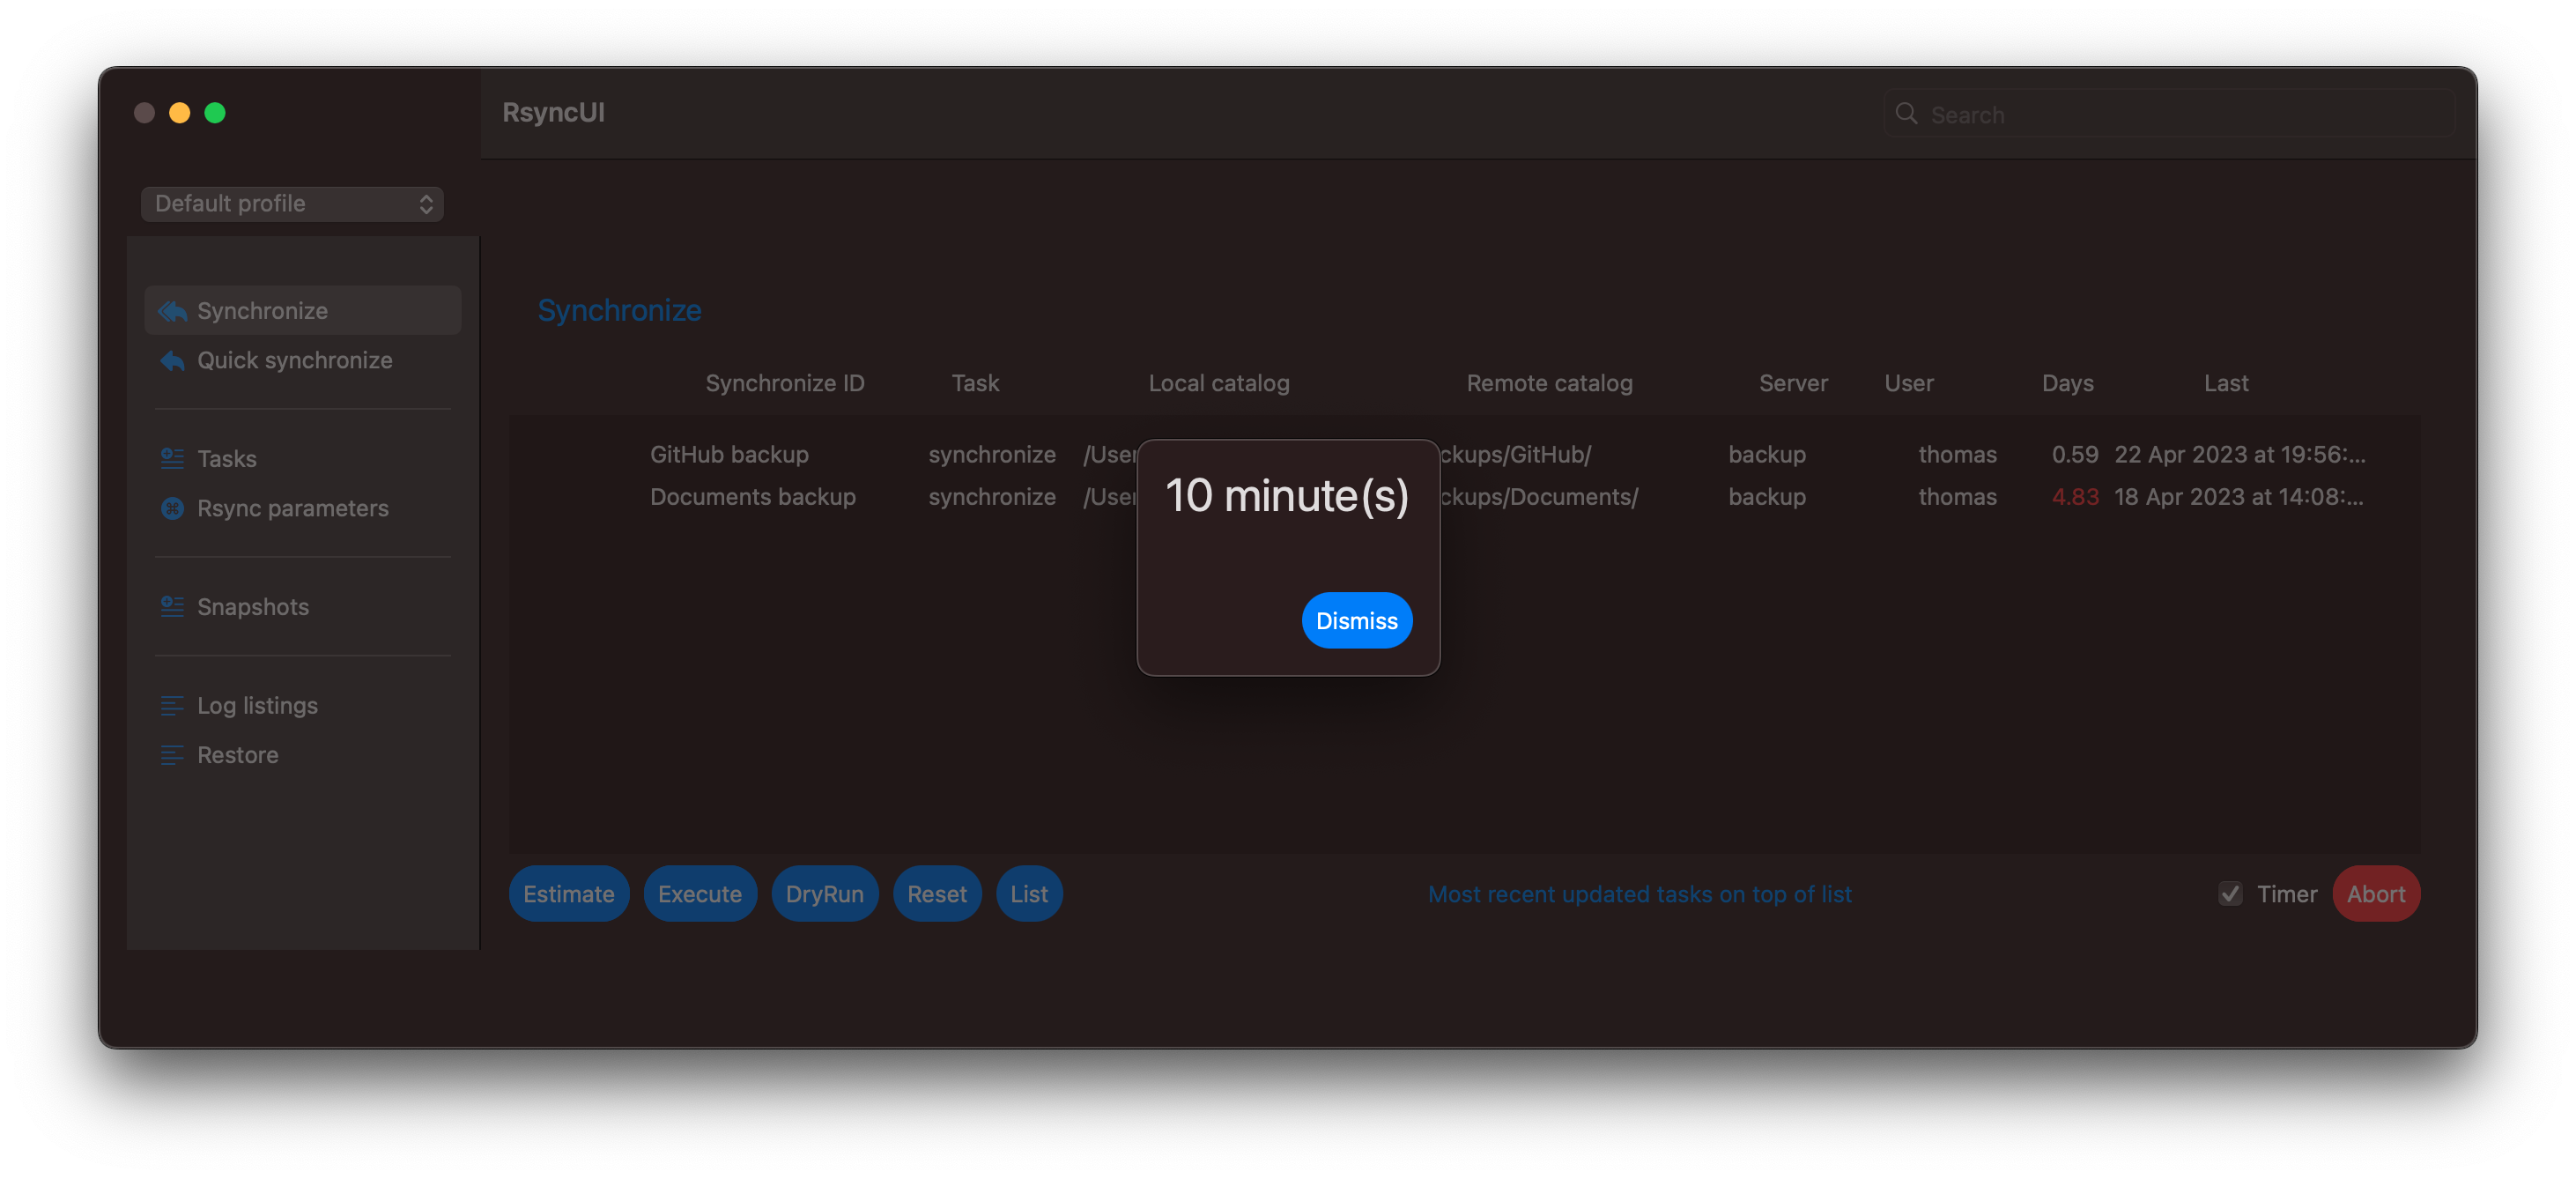 RsyncUI
Search
Default profile
Synchronize
Quick synchronize
Tasks
Rsync parameters
Snapshots
Log listings
Restore
Synchronize
Synchronize ID Task Local catalog Remote catalog Server User Days Last
GitHub backup synchronize /User ckups/GitHub/ backup thomas 0.59 22 Apr 2023 at 19:56:...
Documents backup synchronize /User ckups/Documents/ backup thomas 4.83 18 Apr 2023 at 14:08:...
10 minute(s)
Dismiss
Estimate Execute DryRun Reset List Most recent updated tasks on top of list Timer Abort